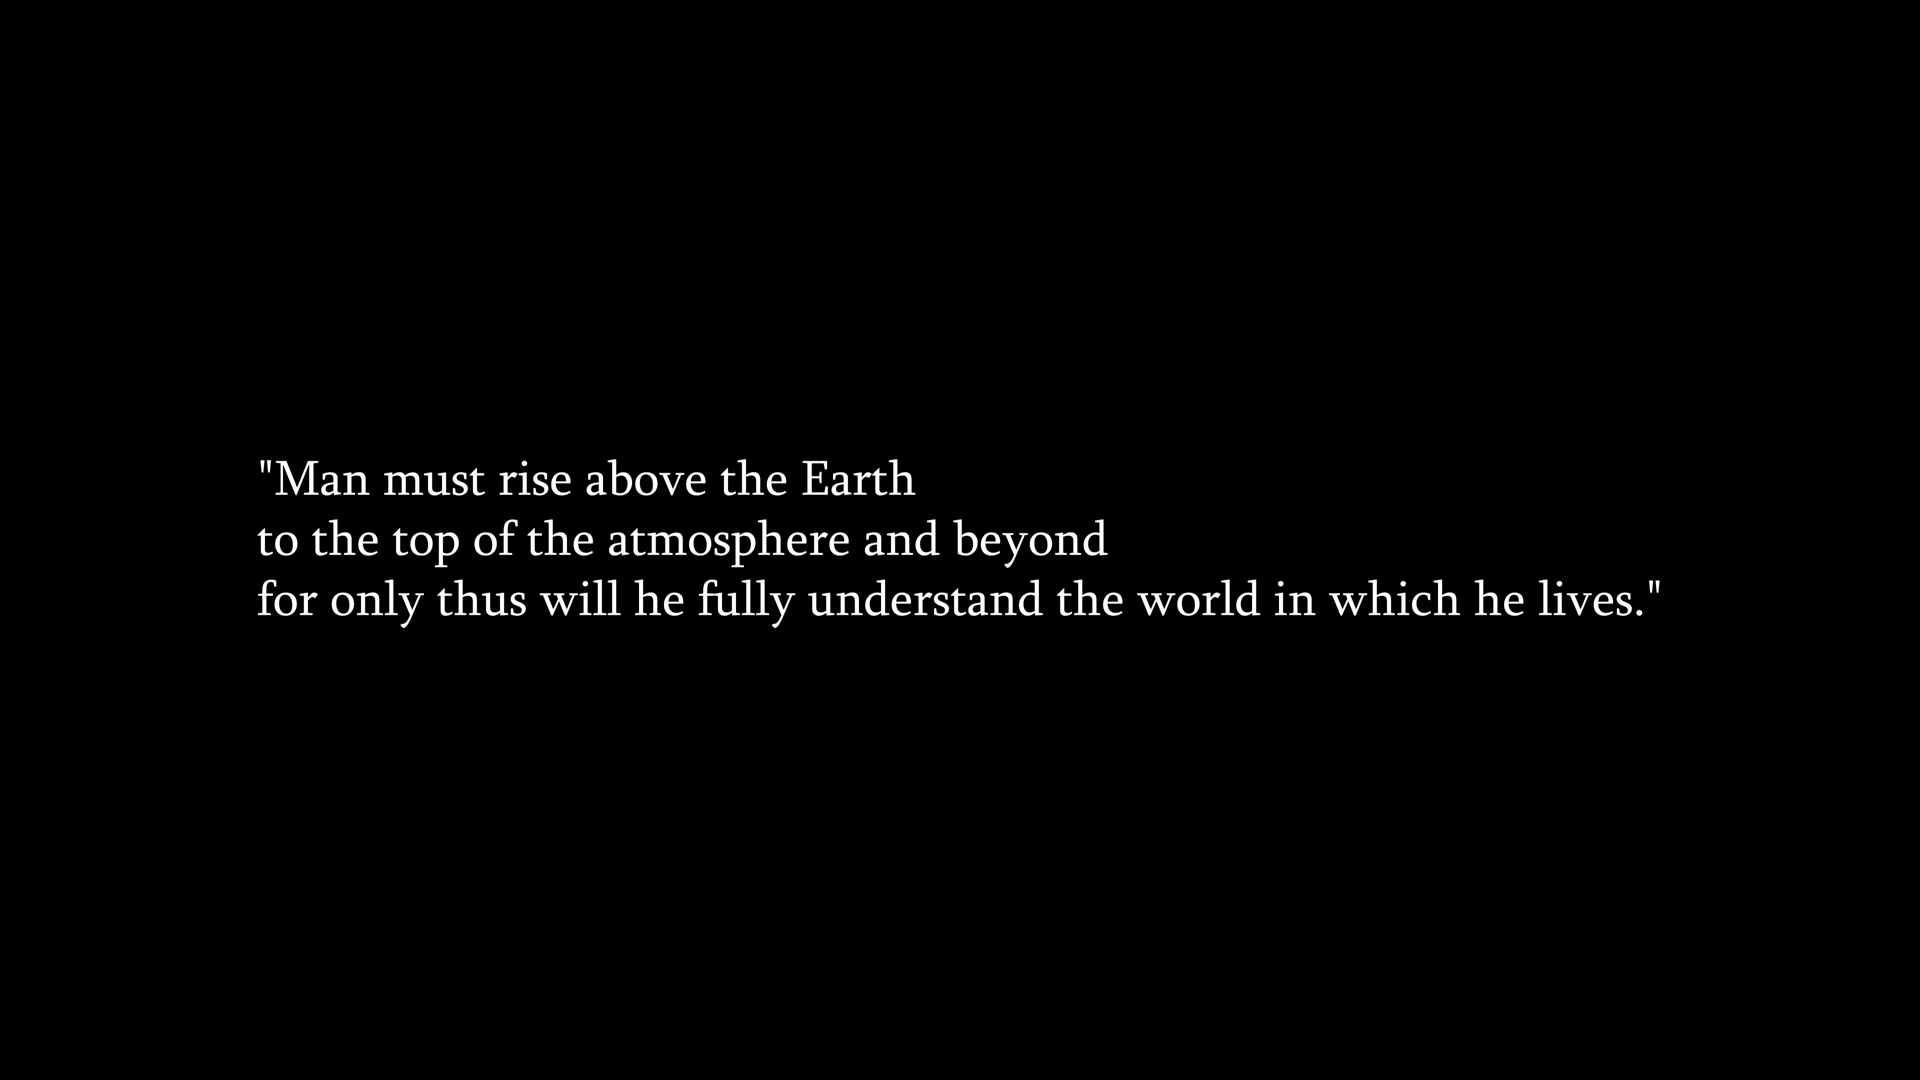 "Man must rise above the Earth
to the top of the atmosphere and beyond
for only thus will he fully understand the world in which he lives."